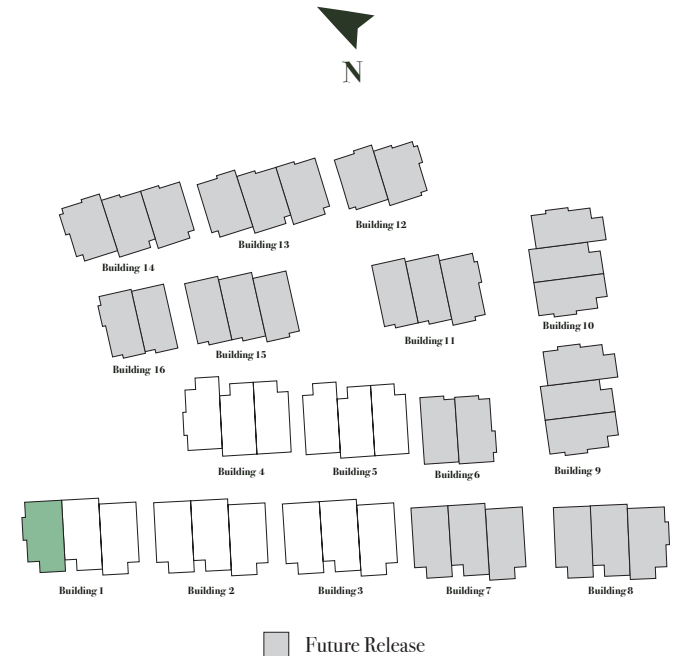 N
Building 12
Building 13
Building 14
Building 10
Building 11
Building 15
Building 16
Building 4
Building 5
Building 6
Building 9
Building 1
Building 2
Building 3
Building 7
Building 8
Future Release